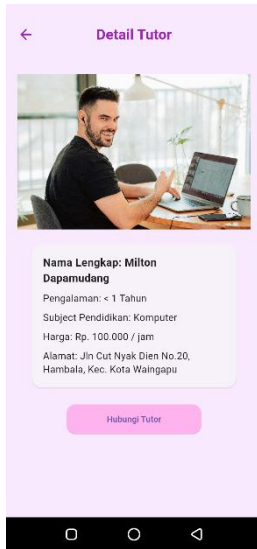 Detail Tutor
Nama Lengkap: Milton
Dapamudang
Pengalaman: < 1 Tahun
Subject Pendidikan: Komputer
Harga: Rp. 100.000 / jam
Alamat: Jln Cut Nyak Dien No.20,
Hambala, Kec. Kota Waingapu
Hubungi Tutor